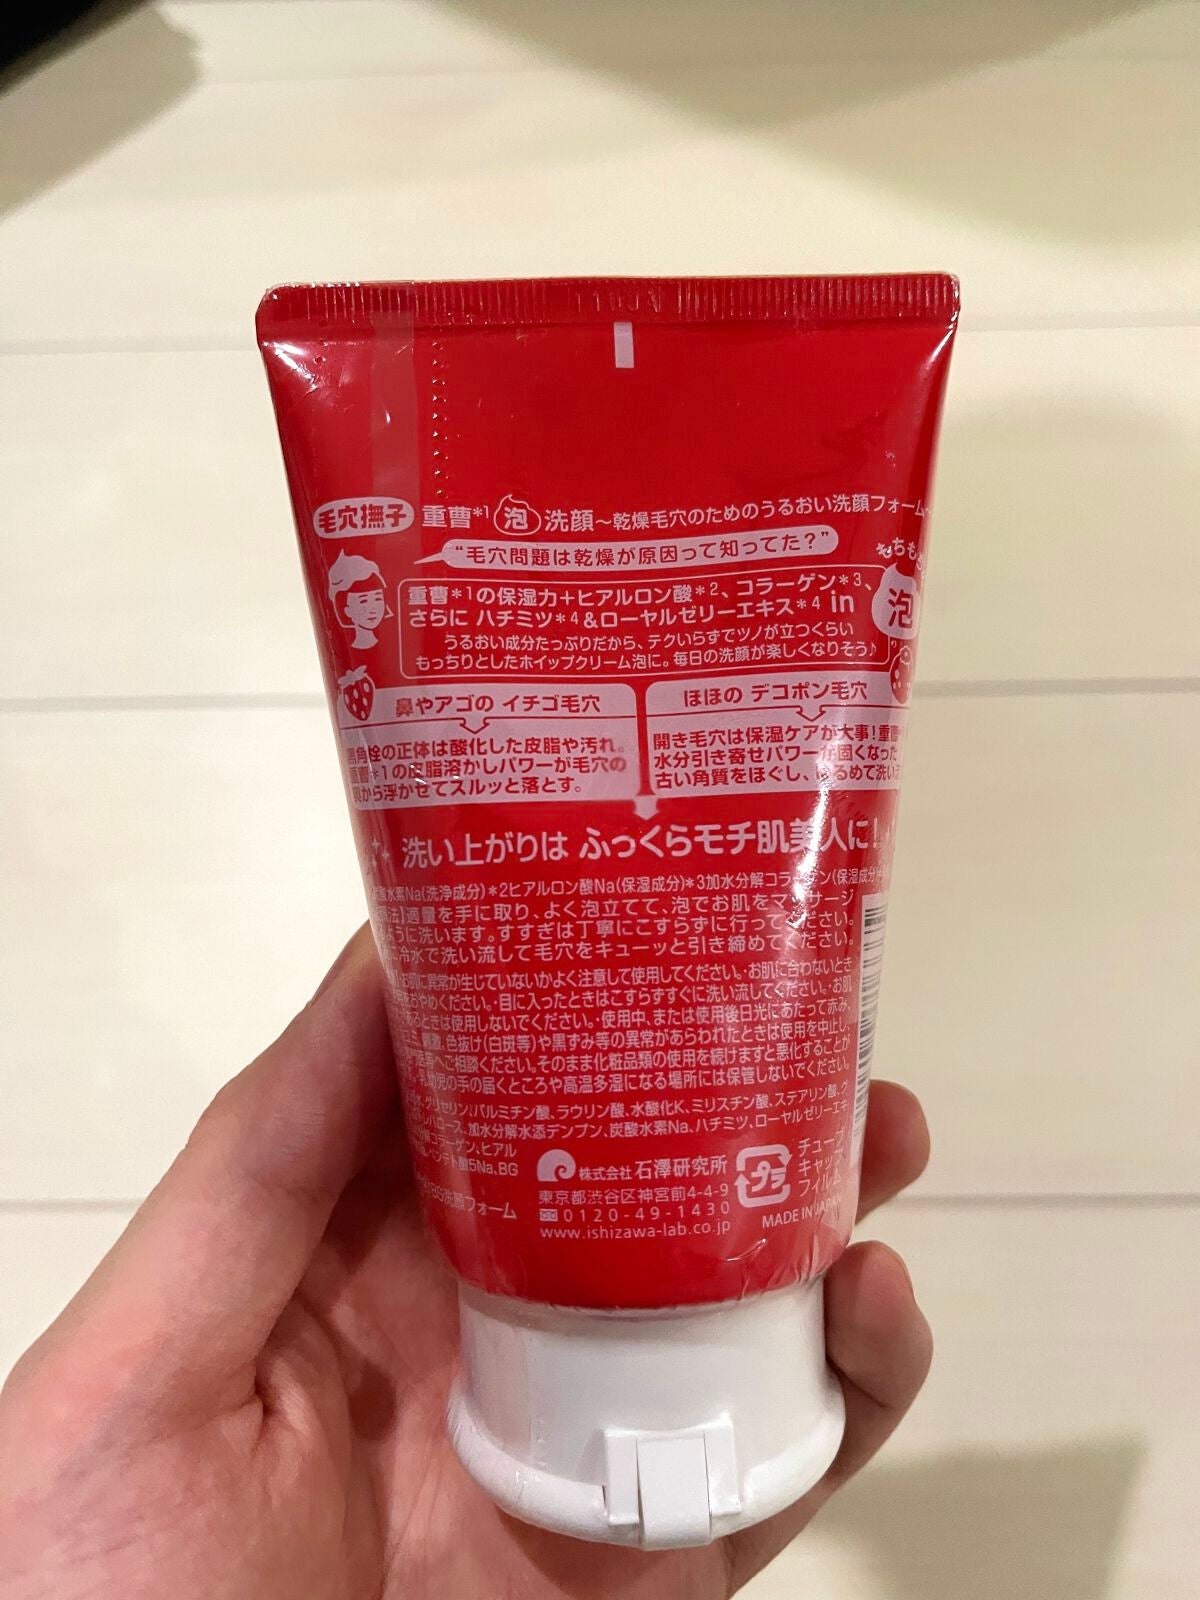 毛穴撫子 重曹*1 泡 洗顔～乾燥毛穴のためのうるおい洗顔フォーム～
"毛穴問題は乾燥が原因って知ってた?"
重曹*1の保湿力+ヒアルロン酸*2、コラーゲン*3、
さらに ハチミツ*4&ローヤルゼリーエキス*4 in
うるおい成分たっぷりだから、テクいらずでツノが立つくらい
もっちりとしたホイップクリーム泡に。毎日の洗顔が楽しくなりそう♪
泡
鼻やアゴの イチゴ毛穴
角栓の正体は酸化した皮脂や汚れ。
重曹*1の皮脂溶かしパワーが毛穴の
から浮かせてスルッと落とす。
ほほの デコポン毛穴
開き毛穴は保湿ケアが大事!重曹
水分引き寄せパワーが固くなった
古い角質をほぐし、ゆるめて洗い
洗い上がりは ふっくらモチ肌美人に!
酸水素Na(洗浄成分)*2ヒアルロン酸Na(保湿成分)*3加水分解コラーゲン(保湿成分)
法]適量を手に取り、よく泡立てて、泡でお肌をマッサージ
ように洗います。すすぎは丁寧にこすらずに行ってください。
に冷水で洗い流して毛穴をキューッと引き締めてください。
・お肌に異常が生じていないかよく注意して使用してください。・お肌に合わないとき
おやめください。・目に入ったときはこすらずすぐに洗い流してください。・お肌
あるときは使用しないでください。・使用中、または使用後日光にあたって赤み、
刺激、色抜け(白斑等)や黒ずみ等の異常があらわれたときは使用を中止し、
医へご相談ください。そのまま化粧品類の使用を続けますと悪化することが
す。乳幼児の手の届くところや高温多湿になる場所には保管しないでください。
水、グリセリン、パルミチン酸、ラウリン酸、水酸化K、ミリスチン酸、ステアリン酸、グ
加水分解水添デンプン、炭酸水素Na、ハチミツ、ローヤルゼリーエキ
コラーゲン、ヒアル
ペンテト酸5Na、BG
洗顔フォーム
株式会社 石澤研究所
東京都渋谷区神宮前4-4-9
0120-49-1430
www.ishizawa-lab.co.jp
プラ
チューブ
キャップ
フィルム
MADE IN JAPAN